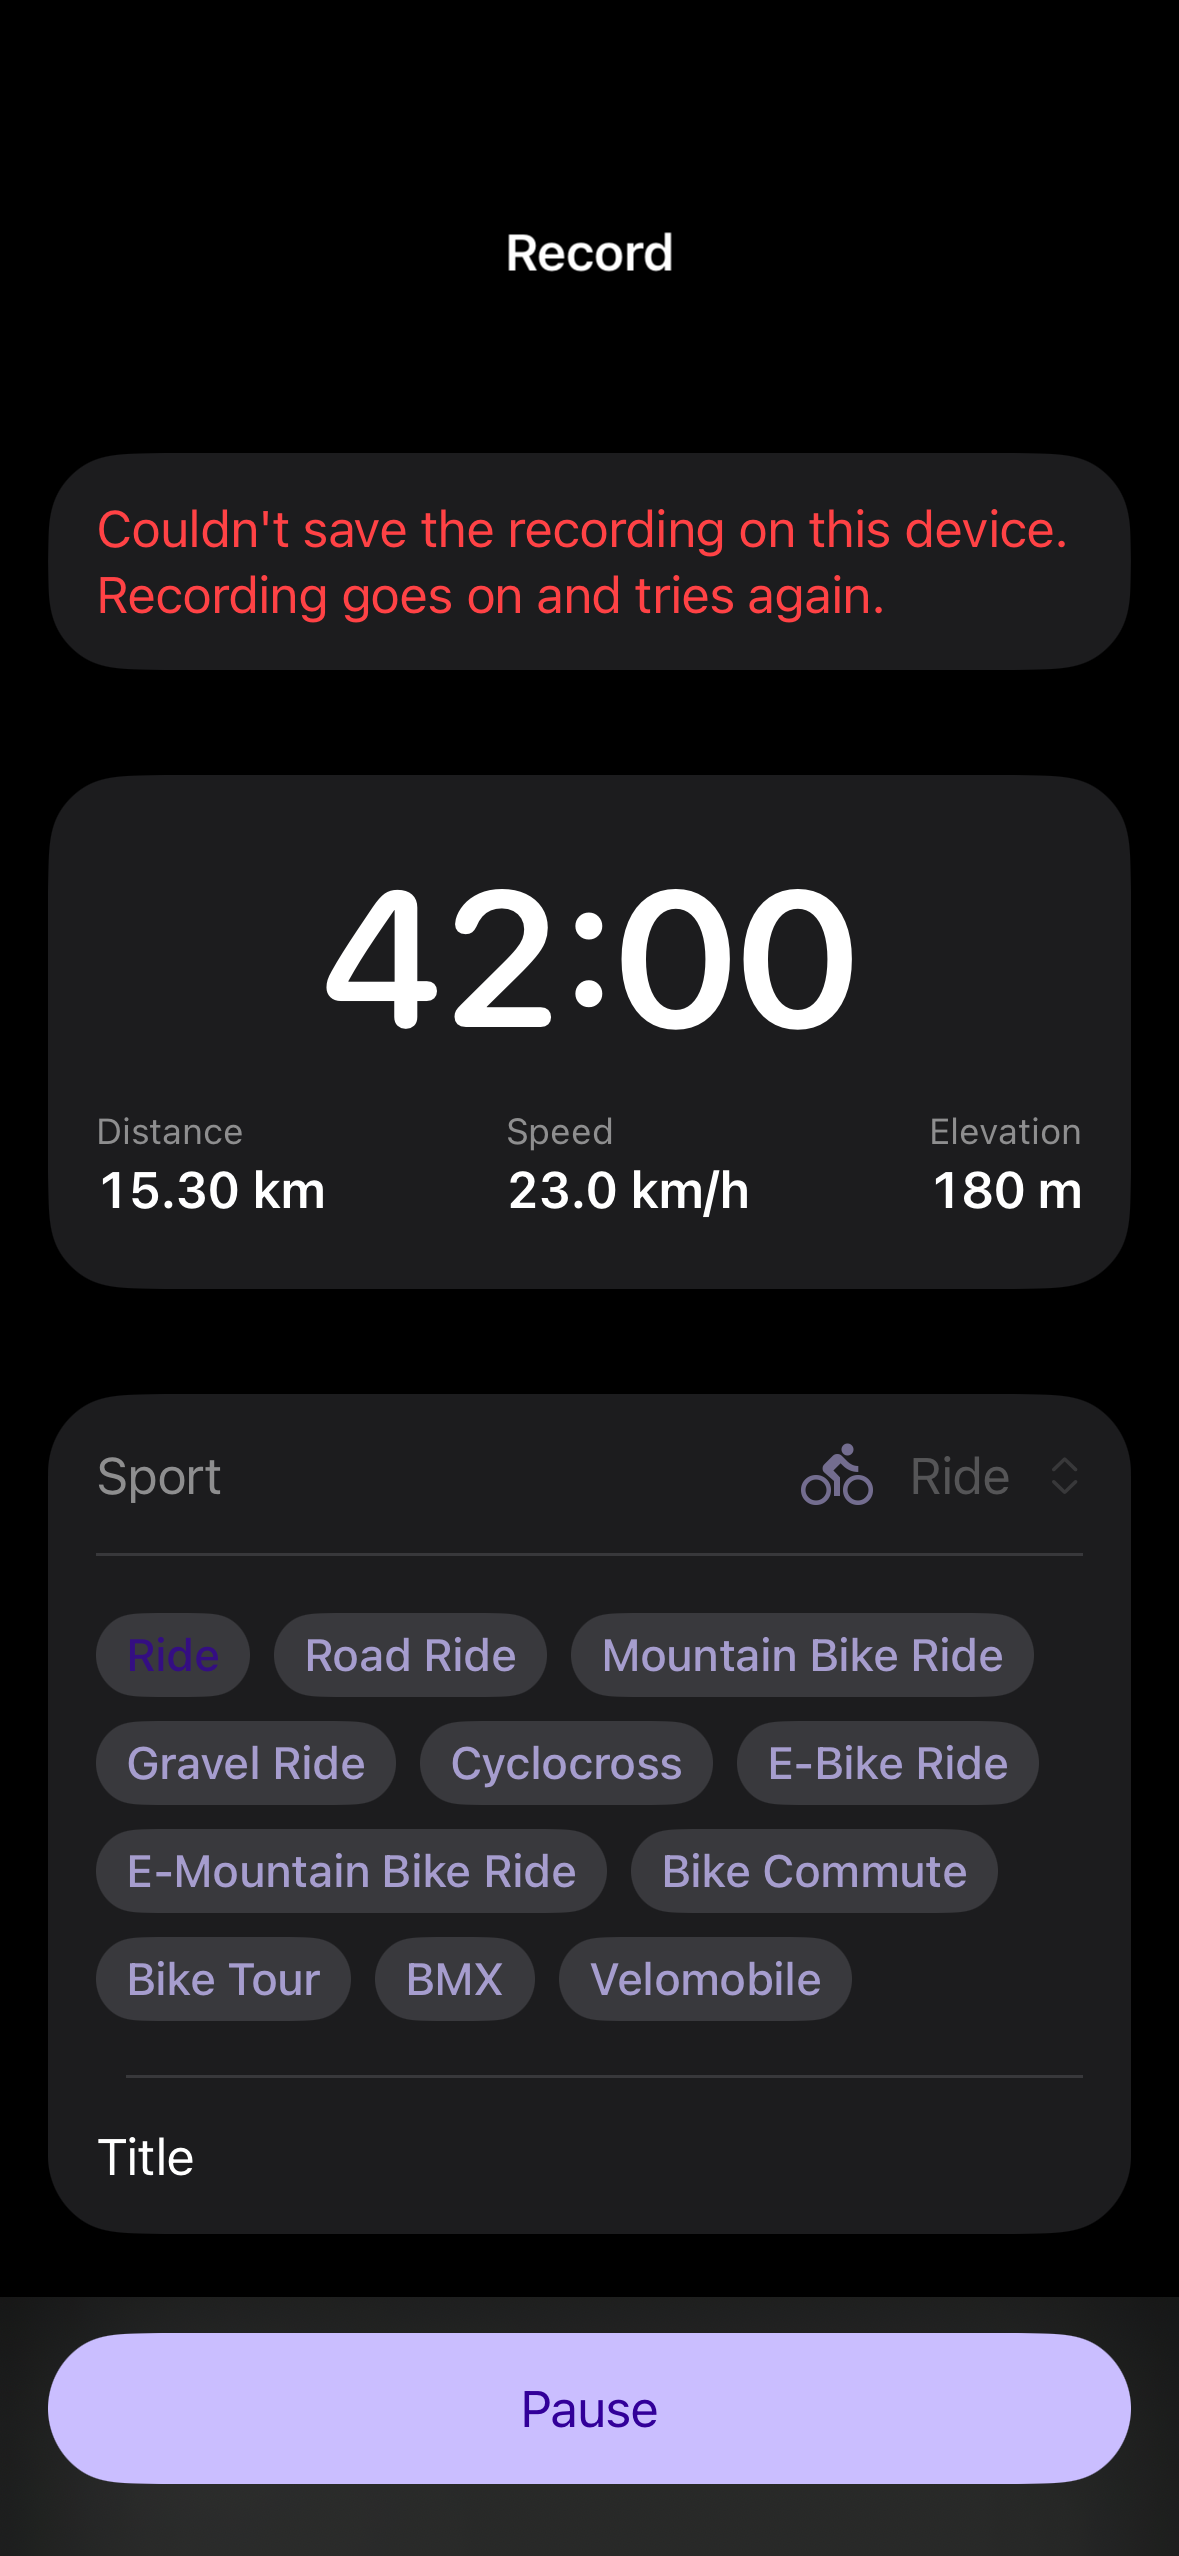 Record
Couldn't save the recording on this device.
Recording goes on and tries again.
42:00
Distance Speed Elevation
15.30 km 23.0 km/h 180 m
Sport Ride
Ride Road Ride Mountain Bike Ride
Gravel Ride Cyclocross E-Bike Ride
E-Mountain Bike Ride Bike Commute
Bike Tour BMX Velomobile
Title
Pause